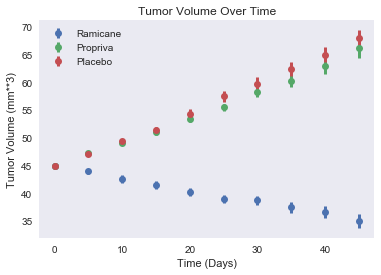 Tumor Volume Over Time
Ramicane
Propriva
Placebo
70
65
60
55
50
45
40
35
Tumor Volume (mm**3)
0
10
20
30
40
Time (Days)